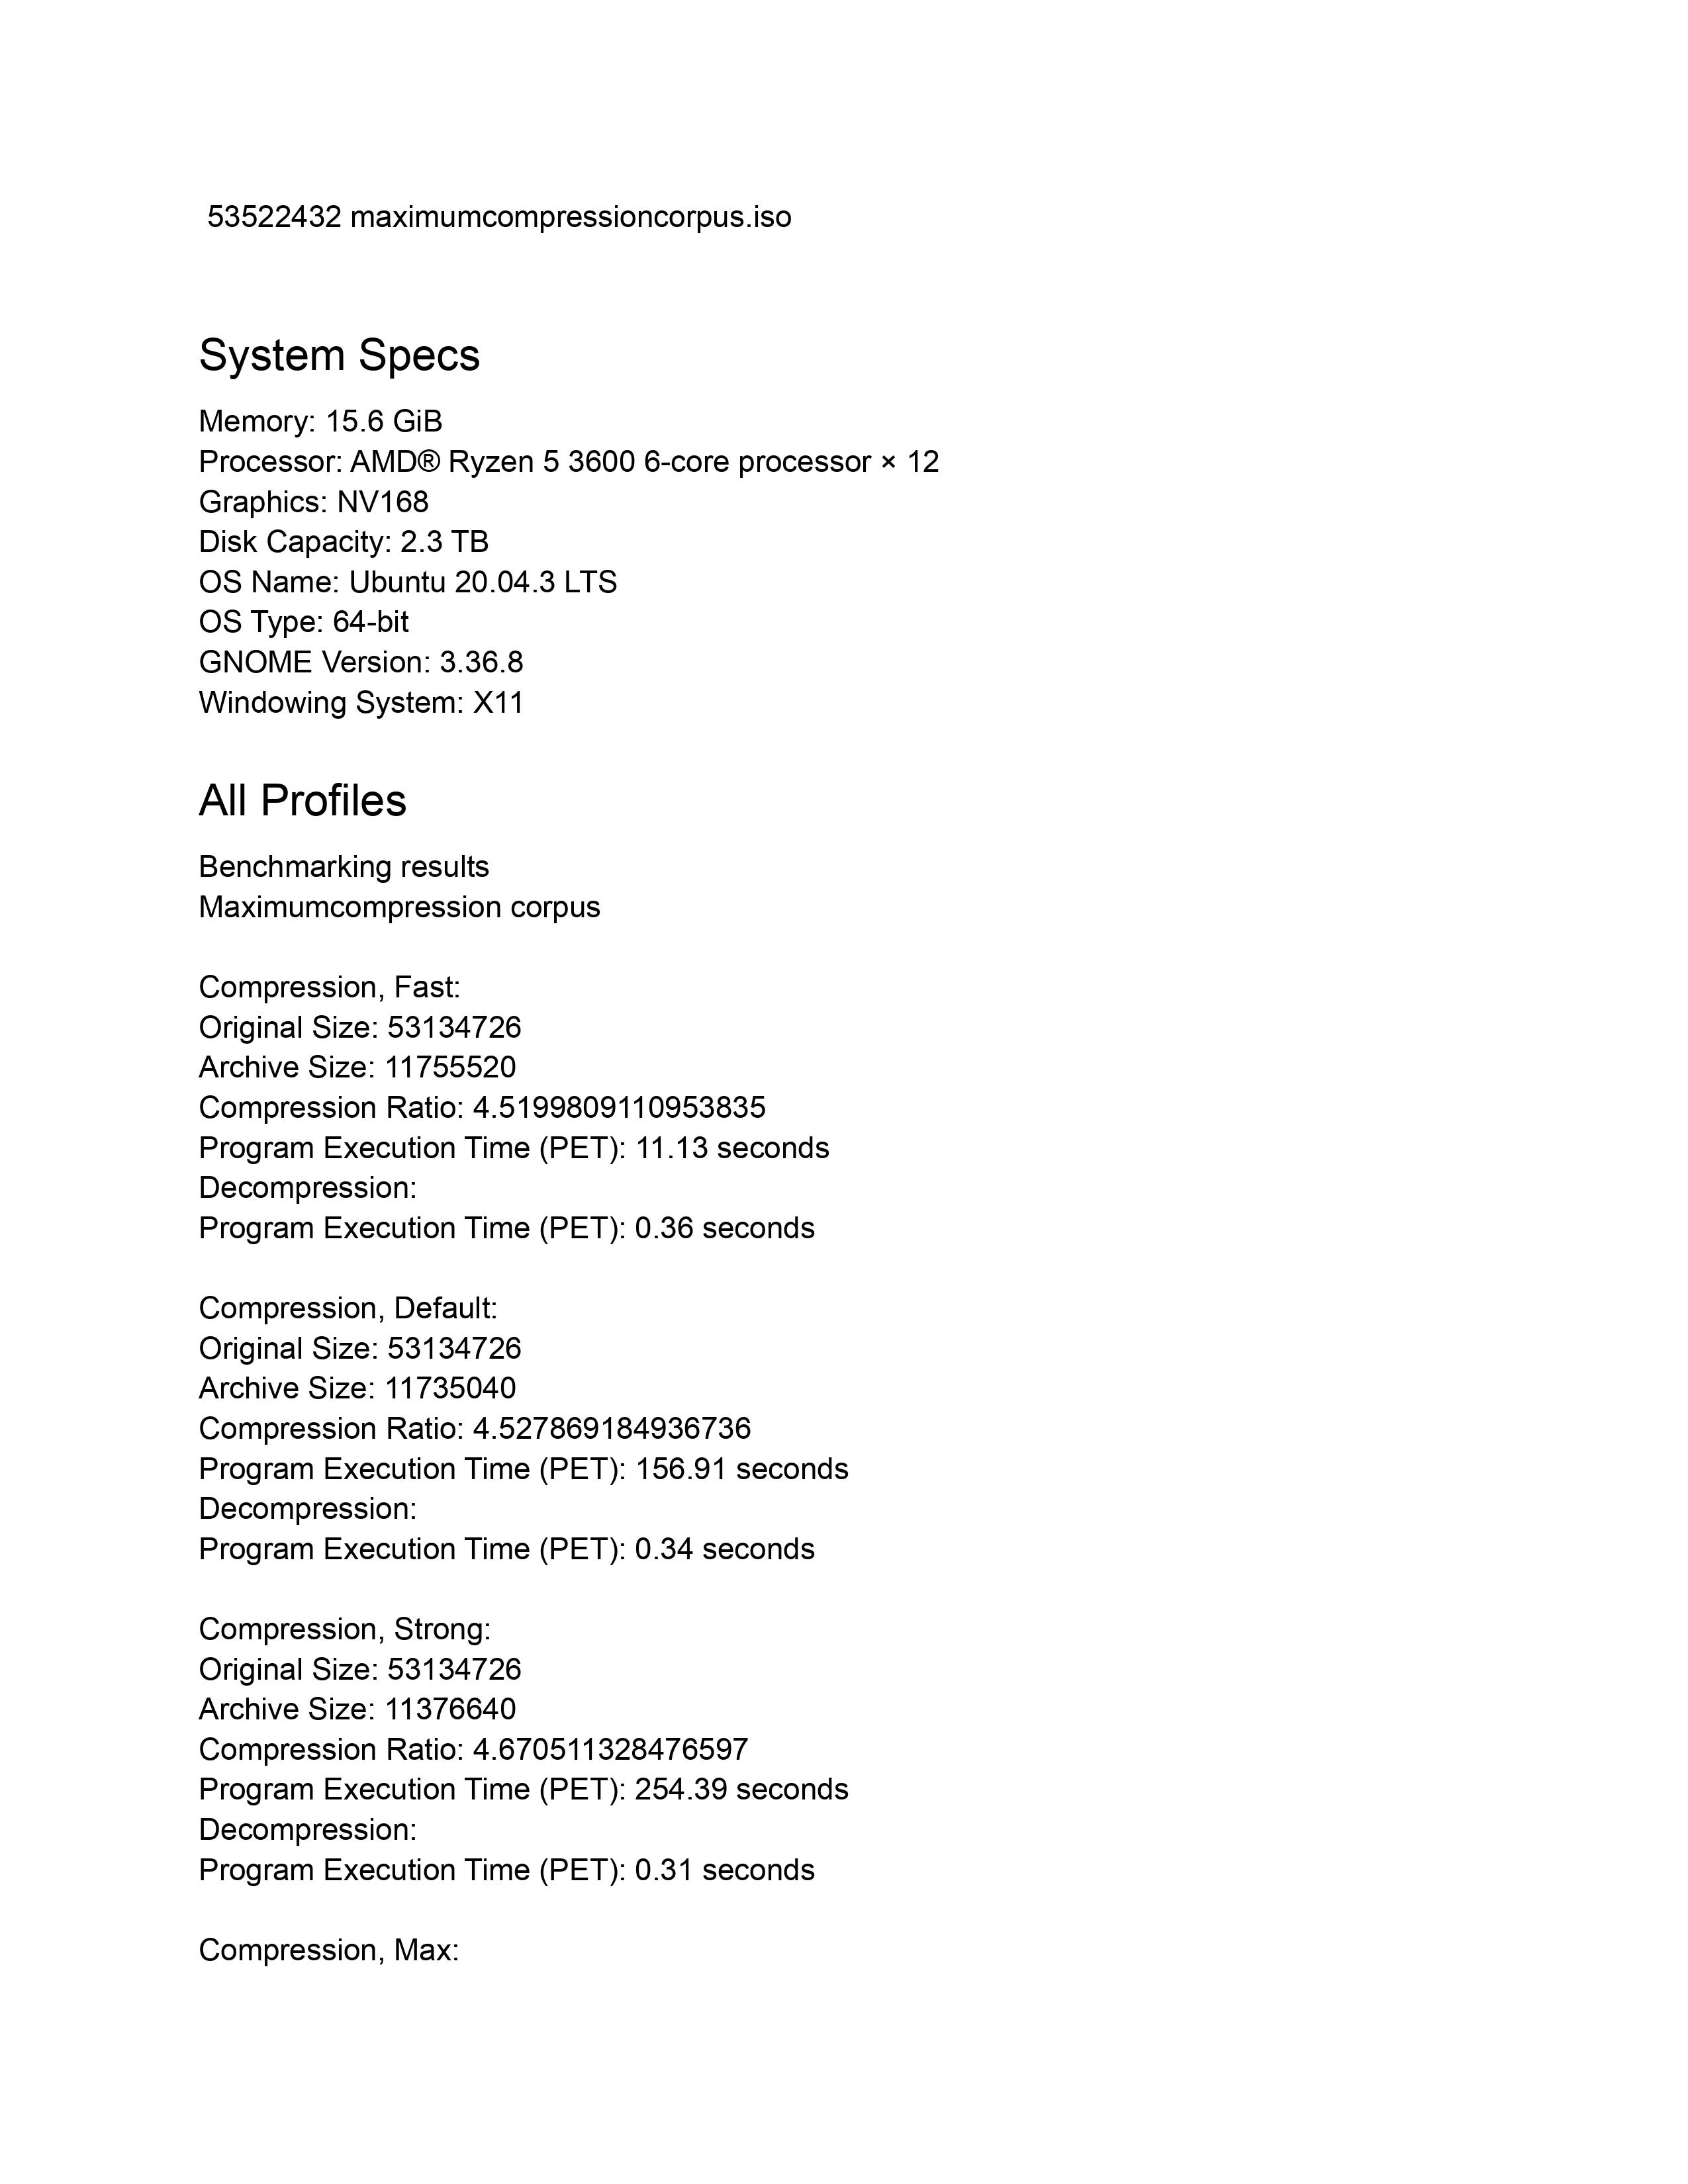 53522432 maximumcompressioncorpus.iso
System Specs
Memory: 15.6 GiB
Processor: AMD® Ryzen 5 3600 6-core processor × 12
Graphics: NV168
Disk Capacity: 2.3 TB
OS Name: Ubuntu 20.04.3 LTS
OS Type: 64-bit
GNOME Version: 3.36.8
Windowing System: X11
All Profiles
Benchmarking results
Maximumcompression corpus
Compression, Fast:
Original Size: 53134726
Archive Size: 11755520
Compression Ratio: 4.5199809110953835
Program Execution Time (PET): 11.13 seconds
Decompression:
Program Execution Time (PET): 0.36 seconds
Compression, Default:
Original Size: 53134726
Archive Size: 11735040
Compression Ratio: 4.527869184936736
Program Execution Time (PET): 156.91 seconds
Decompression:
Program Execution Time (PET): 0.34 seconds
Compression, Strong:
Original Size: 53134726
Archive Size: 11376640
Compression Ratio: 4.670511328476597
Program Execution Time (PET): 254.39 seconds
Decompression:
Program Execution Time (PET): 0.31 seconds
Compression, Max: